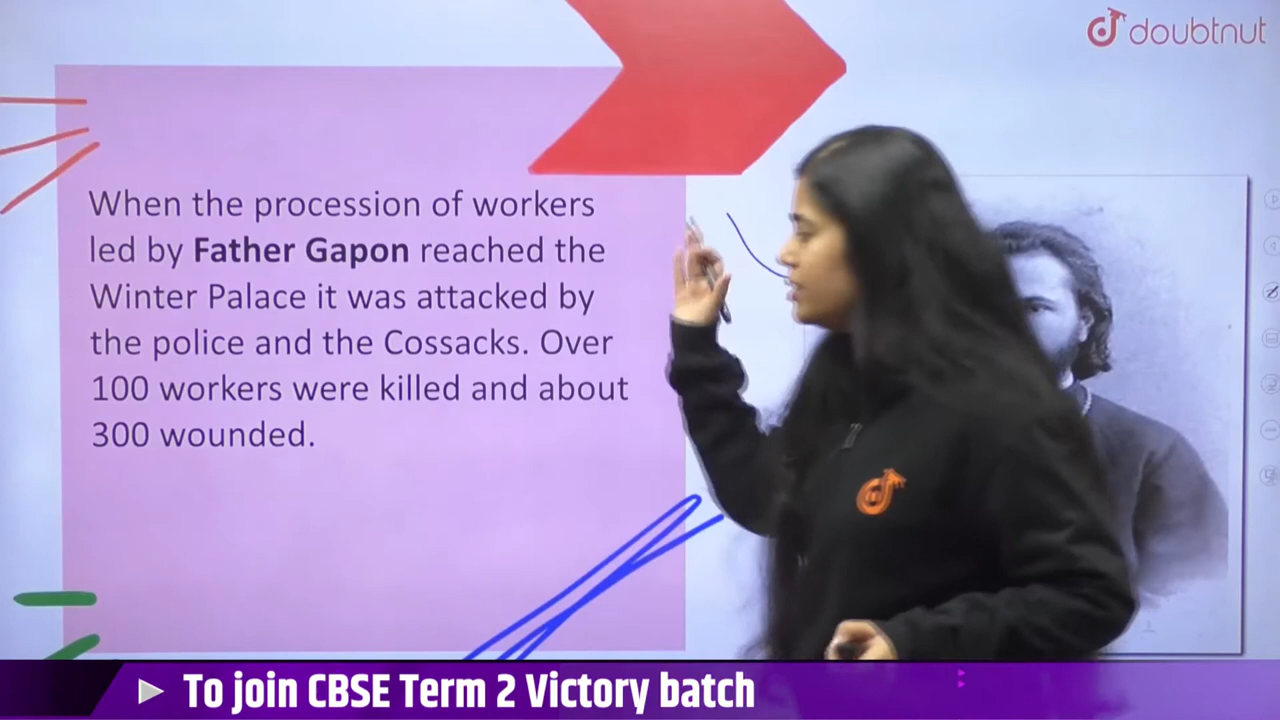 doubtnut
When the procession of workers
led by Father Gapon reached the
Winter Palace it was attacked by
the police and the Cossacks. Over
100 workers were killed and about
300 wounded.
To join CBSE Term 2 Victory batch